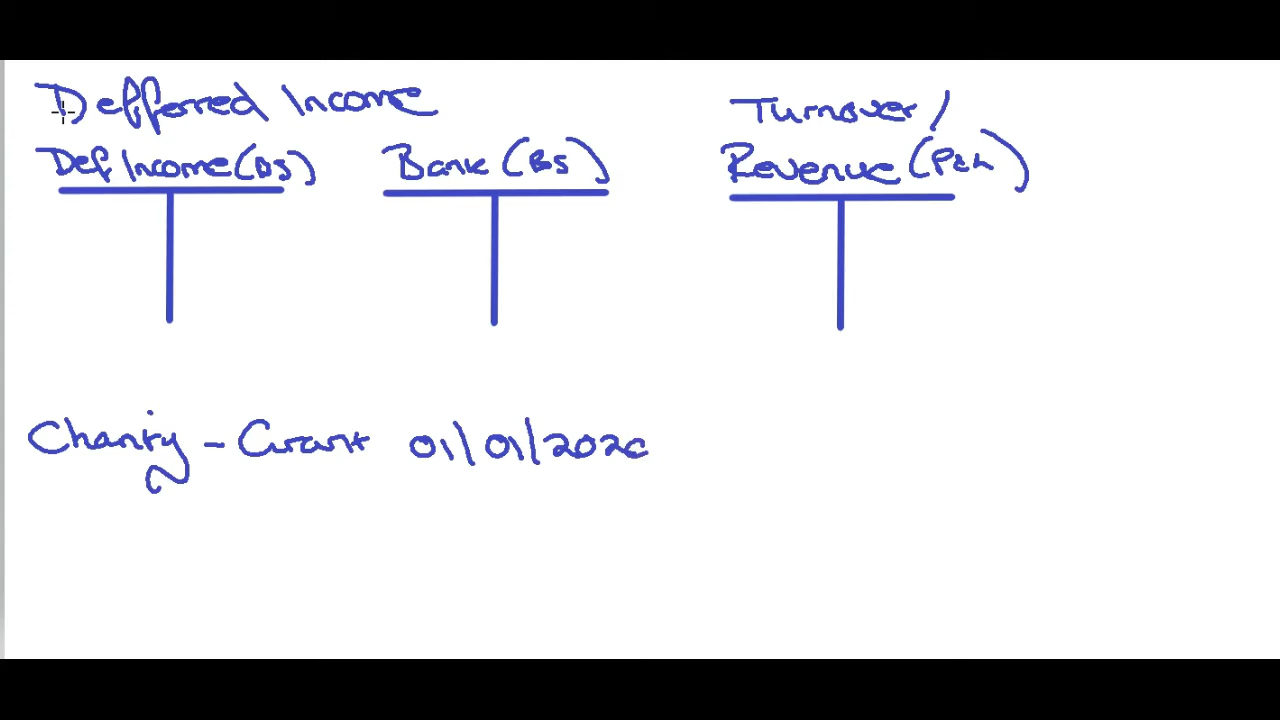 Defferred Income
Turnover/
Def Income (BS)
Bank (BS)
Revenue (P&L)
Charity - Grant 01/01/2020